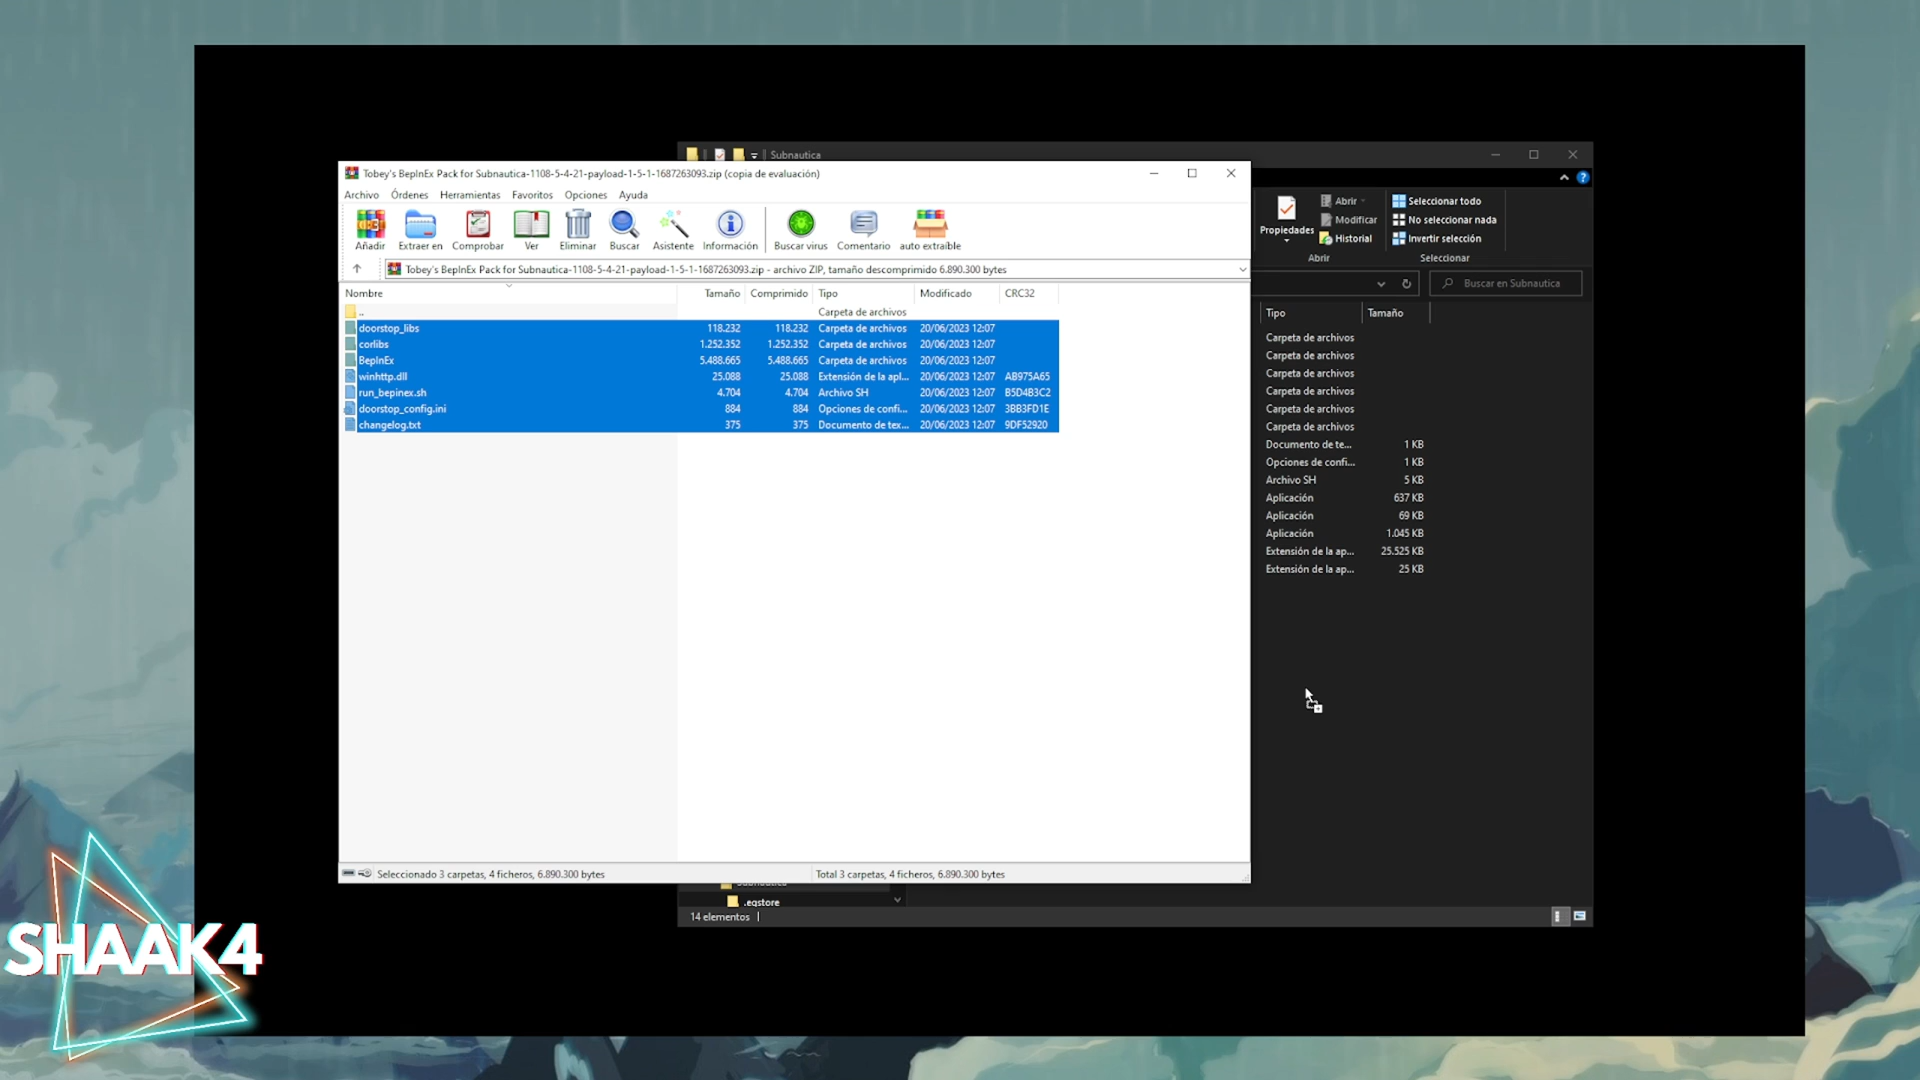 Subnautica
Tobey's BepInEx Pack for Subnautica-1108-5-4-21-payload-1-5-1-1687263093.zip (copia de evaluación)
Archivo Órdenes Herramientas Favoritos Opciones Ayuda
Añadir Extraer en Comprobar Ver Eliminar Buscar Asistente Información Buscar virus Comentario auto extraíble
Tobey's BepInEx Pack for Subnautica-1108-5-4-21-payload-1-5-1-1687263093.zip - archivo ZIP, tamaño descomprimido 6.890.300 bytes
Nombre Tamaño Comprimido Tipo Modificado CRC32
.. Carpeta de archivos
doorstop_libs 118.232 118.232 Carpeta de archivos 20/06/2023 12:07
corlibs 1.252.352 1.252.352 Carpeta de archivos 20/06/2023 12:07
BepInEx 5.488.665 5.488.665 Carpeta de archivos 20/06/2023 12:07
winhttp.dll 25.088 25.088 Extensión de la apl... 20/06/2023 12:07 AB975A65
run_bepinex.sh 4.704 4.704 Archivo SH 20/06/2023 12:07 B5D4B3C2
doorstop_config.ini 884 884 Opciones de confi... 20/06/2023 12:07 3BB3FD1E
changelog.txt 375 375 Documento de tex... 20/06/2023 12:07 9DF52920
Seleccionado 3 carpetas, 4 ficheros, 6.890.300 bytes
Total 3 carpetas, 4 ficheros, 6.890.300 bytes
Propiedades
Abrir
Modificar
Historial
Abrir
Seleccionar todo
No seleccionar nada
Invertir selección
Seleccionar
Buscar en Subnautica
Tipo Tamaño
Carpeta de archivos
Carpeta de archivos
Carpeta de archivos
Carpeta de archivos
Carpeta de archivos
Carpeta de archivos
Documento de te... 1 KB
Opciones de confi... 1 KB
Archivo SH 5 KB
Aplicación 637 KB
Aplicación 69 KB
Aplicación 1.045 KB
Extensión de la ap... 25.525 KB
Extensión de la ap... 25 KB
.egstore
14 elementos
SHAAK4